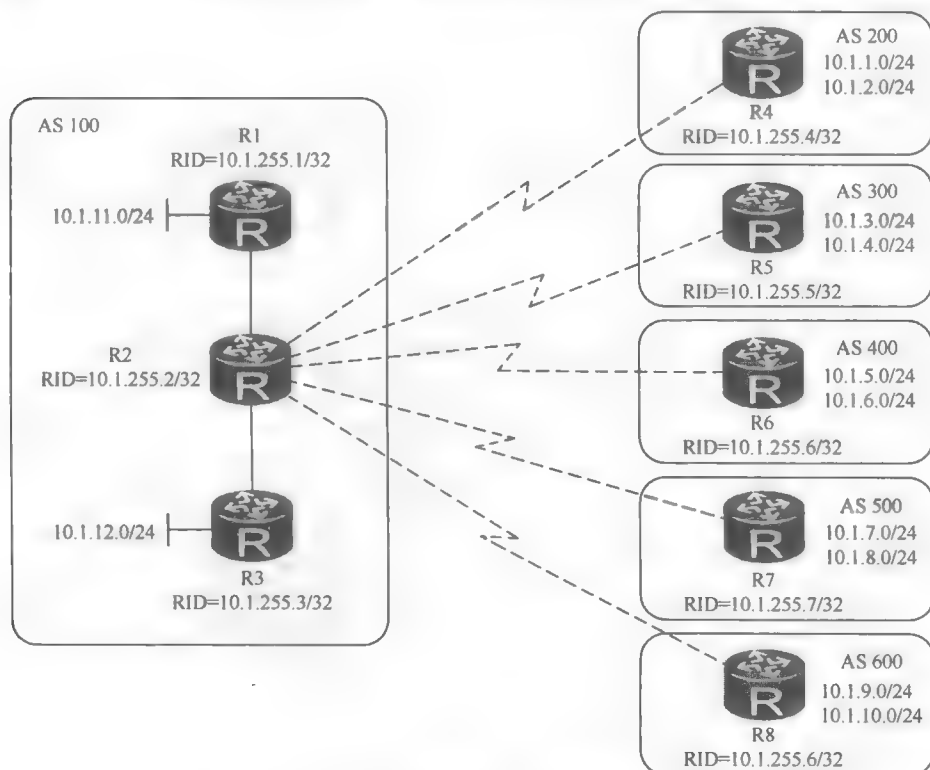 AS 100
R1
RID=10.1.255.1/32
10.1.11.0/24
R
R2
RID=10.1.255.2/32
R
10.1.12.0/24
R
R3
RID=10.1.255.3/32
AS 200
10.1.1.0/24
10.1.2.0/24
R
R4
RID=10.1.255.4/32
AS 300
10.1.3.0/24
10.1.4.0/24
R
R5
RID=10.1.255.5/32
AS 400
10.1.5.0/24
10.1.6.0/24
R
R6
RID=10.1.255.6/32
AS 500
10.1.7.0/24
10.1.8.0/24
R
R7
RID=10.1.255.7/32
AS 600
10.1.9.0/24
10.1.10.0/24
R
R8
RID=10.1.255.6/32